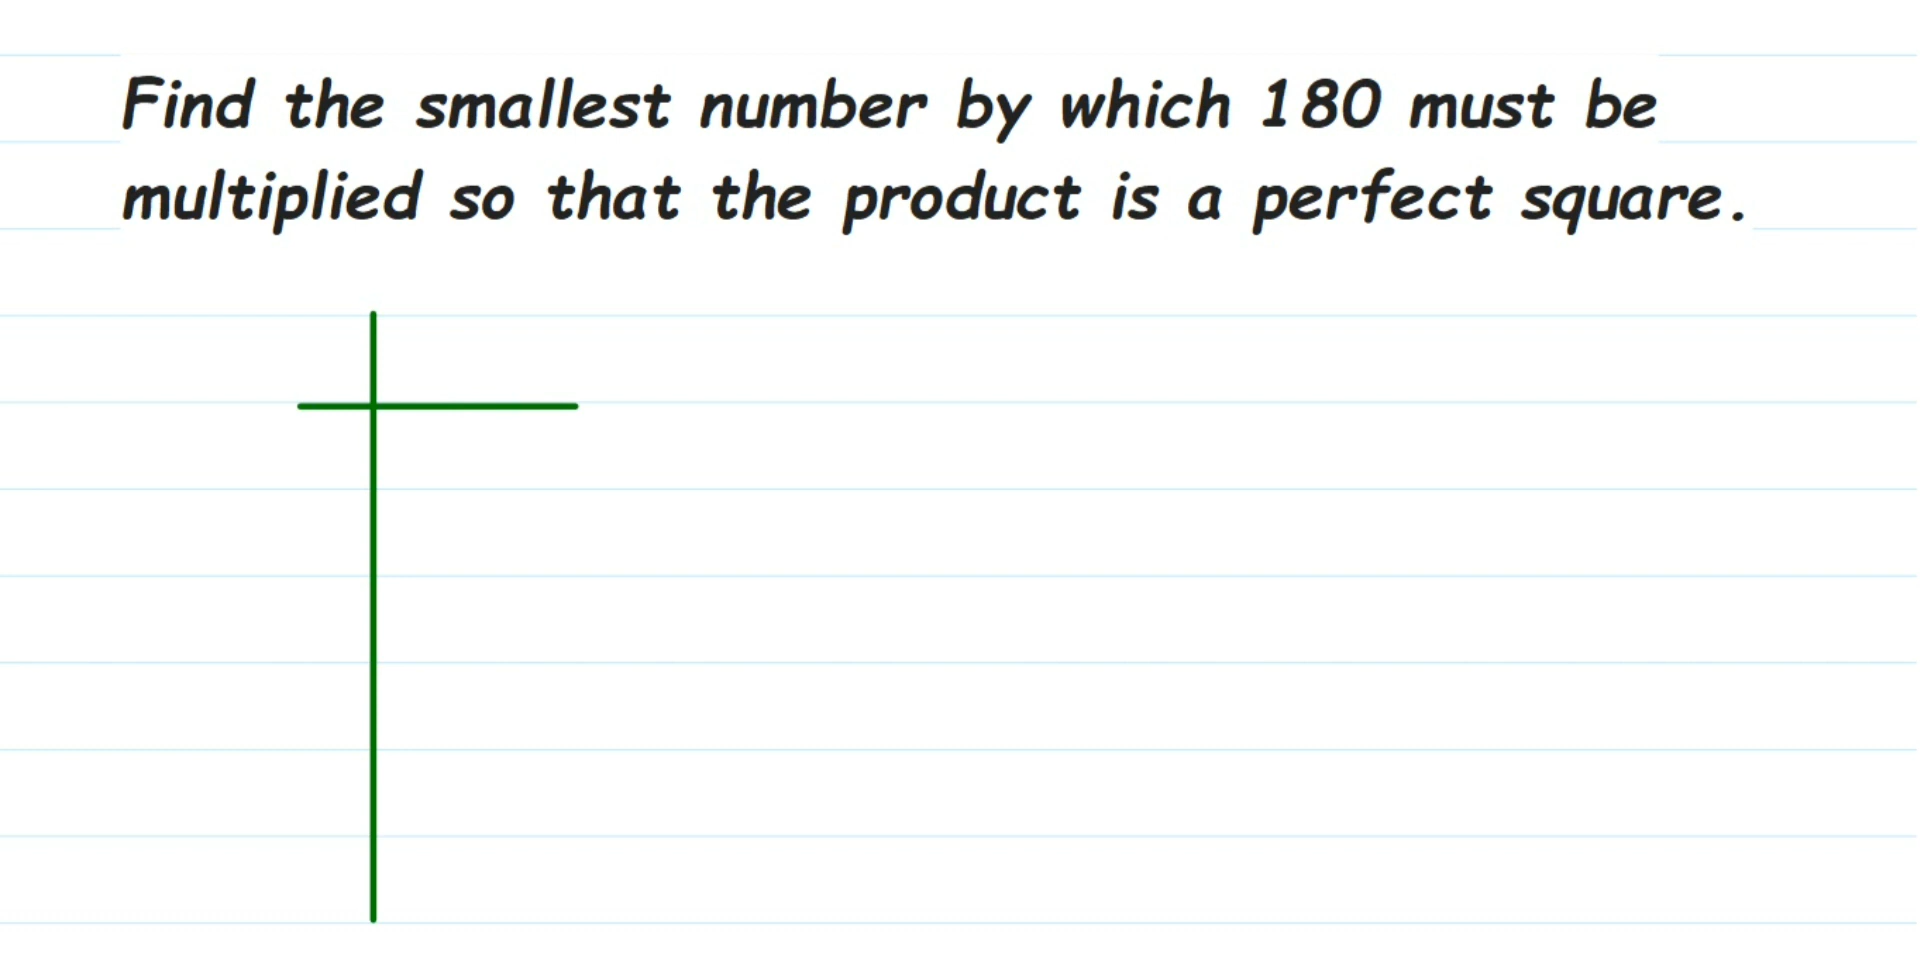 Find the smallest number by which 180 must be
multiplied so that the product is a perfect square.